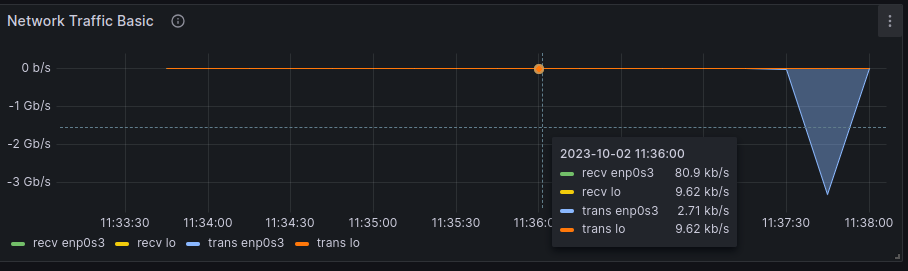 Network Traffic Basic
0 b/s
-1 Gb/s
-2 Gb/s
-3 Gb/s
2023-10-02 11:36:00
recv enp0s3 80.9 kb/s
recv lo 9.62 kb/s
trans enp0s3 2.71 kb/s
trans lo 9.62 kb/s
11:33:30 11:34:00 11:34:30 11:35:00 11:35:30 11:36:0 11:37:30 11:38:00
recv enp0s3 recv lo trans enp0s3 trans lo